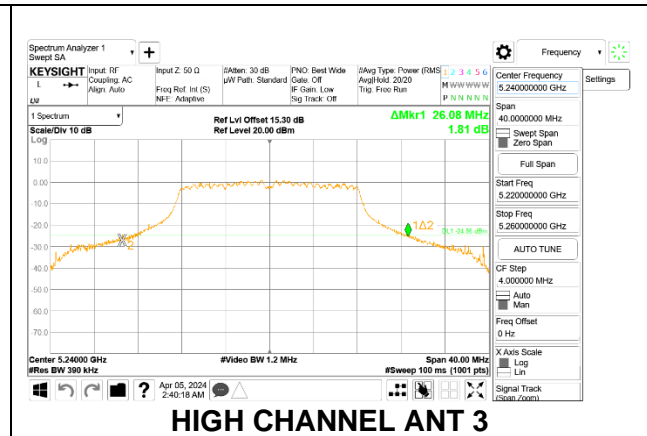 Spectrum Analyzer 1
Swept SA
Frequency
KEYSIGHT
L
Input: RF
Coupling: AC
Align: Auto
Input Z: 50 Ω
Freq Ref: Int (S)
NFE: Adaptive
#Atten: 30 dB
µW Path: Standard
PNO: Best Wide
Gate: Off
IF Gain: Low
Sig Track: Off
#Avg Type: Power (RMS
Avg|Hold: 20/20
Trig: Free Run
1 2 3 4 5 6
M W W W W W
P N N N N N
Settings
1 Spectrum
Scale/Div 10 dB
Ref Lvl Offset 15.30 dB
Ref Level 20.00 dBm
ΔMkr1 26.08 MHz
1.81 dB
Log
10.0
0.00
-10.0
-20.0
-30.0
-40.0
-50.0
-60.0
-70.0
1Δ2
2
Center 5.24000 GHz
#Res BW 390 kHz
#Video BW 1.2 MHz
Span 40.00 MHz
#Sweep 100 ms (1001 pts)
Center Frequency
5.240000000 GHz
Span
40.0000000 MHz
Swept Span
Zero Span
Full Span
Start Freq
5.220000000 GHz
Stop Freq
5.260000000 GHz
AUTO TUNE
CF Step
4.000000 MHz
Auto
Man
Freq Offset
0 Hz
X Axis Scale
Log
Lin
Signal Track
(Span Zoom)
? Apr 05, 2024
2:40:18 AM
HIGH CHANNEL ANT 3